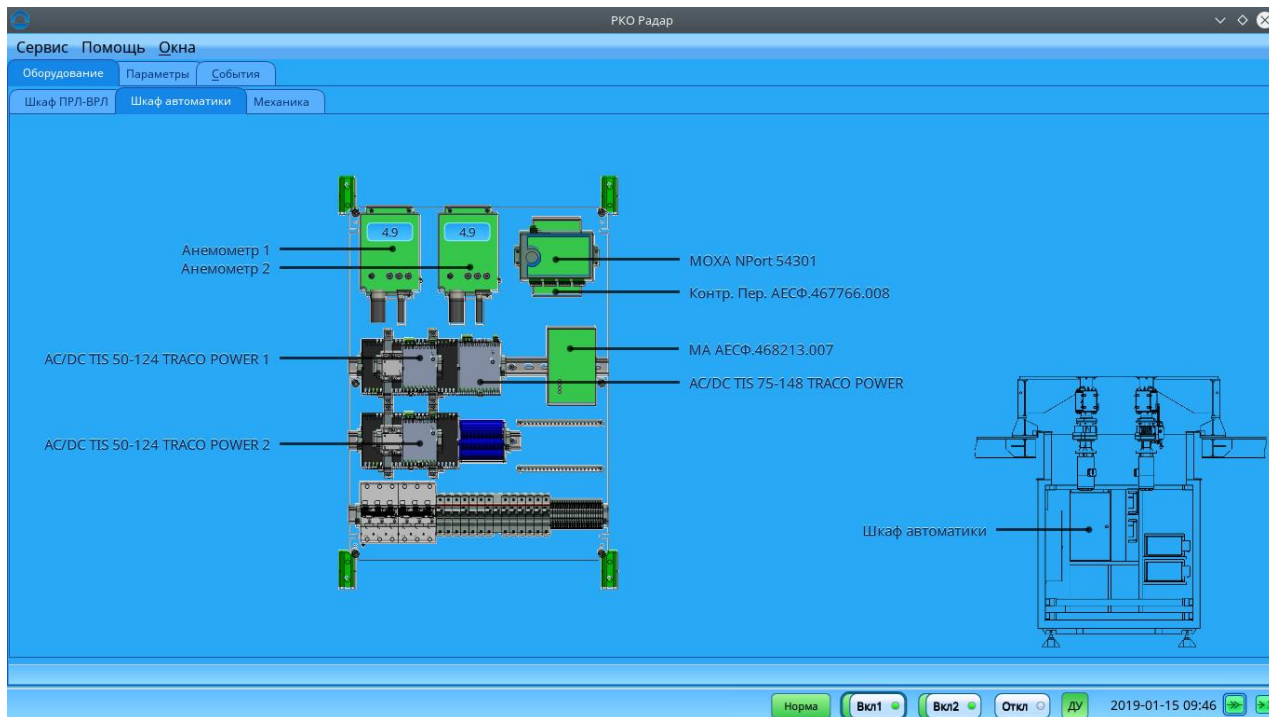 РКО Радар
Сервис Помощь Окна
Оборудование Параметры События
Шкаф ПРЛ-ВРЛ Шкаф автоматики Механика
4.9 4.9
Анемометр 1
Анемометр 2
MOXA NPort 54301
Контр. Пер. АЕСФ.467766.008
AC/DC TIS 50-124 TRACO POWER 1
МА АЕСФ.468213.007
AC/DC TIS 75-148 TRACO POWER
AC/DC TIS 50-124 TRACO POWER 2
Шкаф автоматики
Норма Вкл1 Вкл2 Откл ДУ 2019-01-15 09:46